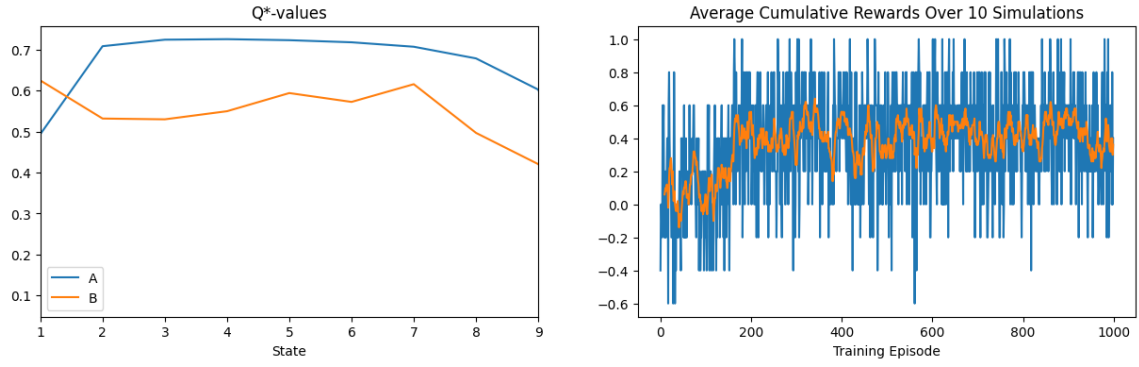 Q*-values
0.7
0.6
0.5
0.4
0.3
0.2
0.1
A
B
1 2 3 4 5 6 7 8 9
State
Average Cumulative Rewards Over 10 Simulations
1.0
0.8
0.6
0.4
0.2
0.0
−0.2
−0.4
−0.6
0 200 400 600 800 1000
Training Episode